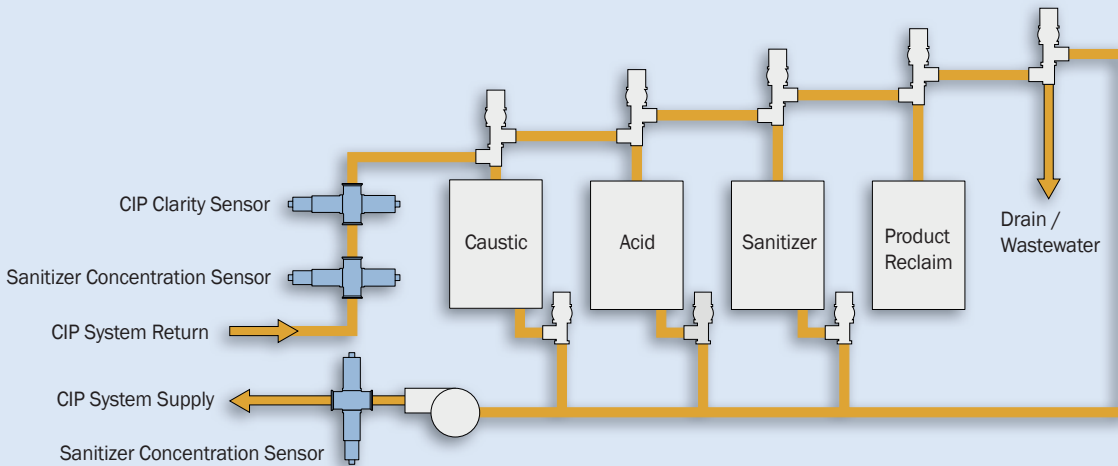 CIP Clarity Sensor
Sanitizer Concentration Sensor
CIP System Return
CIP System Supply
Sanitizer Concentration Sensor
Caustic
Acid
Sanitizer
Product
Reclaim
Drain /
Wastewater